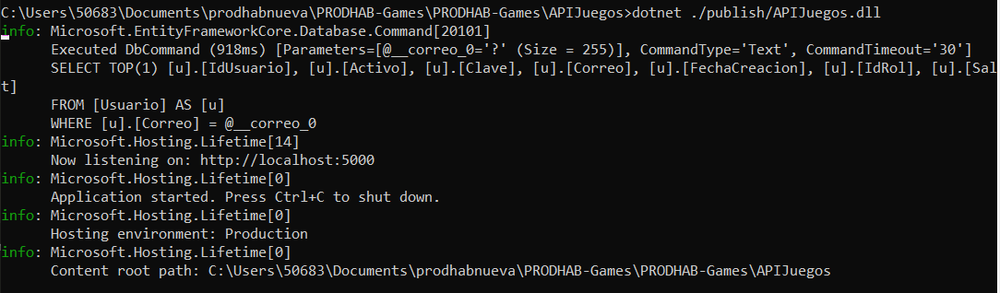 C:\Users\50683\Documents\prodhabnueva\PRODHAB-Games\PRODHAB-Games\APIJuegos>dotnet ./publish/APIJuegos.dll
info: Microsoft.EntityFrameworkCore.Database.Command[20101]
      Executed DbCommand (918ms) [Parameters=[@__correo_0='?' (Size = 255)], CommandType='Text', CommandTimeout='30']
      SELECT TOP(1) [u].[IdUsuario], [u].[Activo], [u].[Clave], [u].[Correo], [u].[FechaCreacion], [u].[IdRol], [u].[Sal
t]
      FROM [Usuario] AS [u]
      WHERE [u].[Correo] = @__correo_0
info: Microsoft.Hosting.Lifetime[14]
      Now listening on: http://localhost:5000
info: Microsoft.Hosting.Lifetime[0]
      Application started. Press Ctrl+C to shut down.
info: Microsoft.Hosting.Lifetime[0]
      Hosting environment: Production
info: Microsoft.Hosting.Lifetime[0]
      Content root path: C:\Users\50683\Documents\prodhabnueva\PRODHAB-Games\PRODHAB-Games\APIJuegos